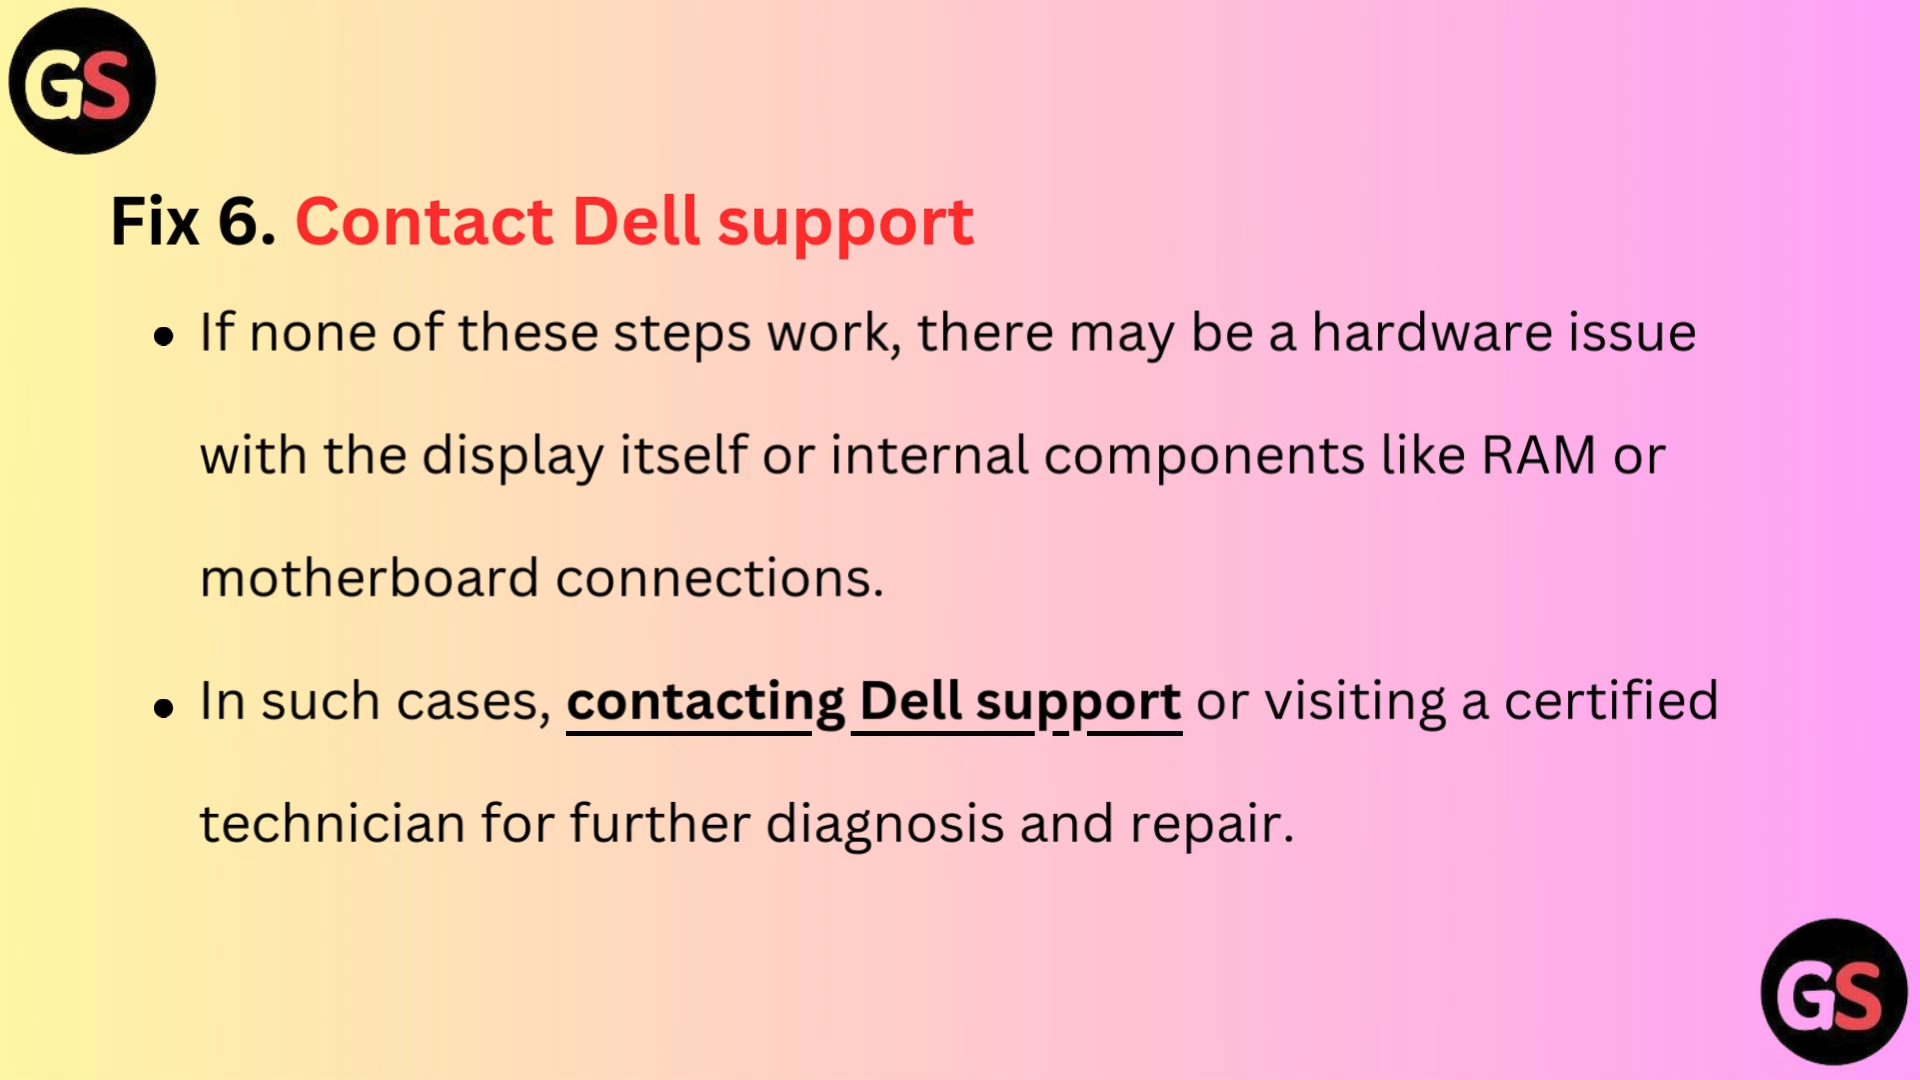 GS
Fix 6. Contact Dell support
• If none of these steps work, there may be a hardware issue
with the display itself or internal components like RAM or
motherboard connections.
• In such cases, contacting Dell support or visiting a certified
technician for further diagnosis and repair.
GS